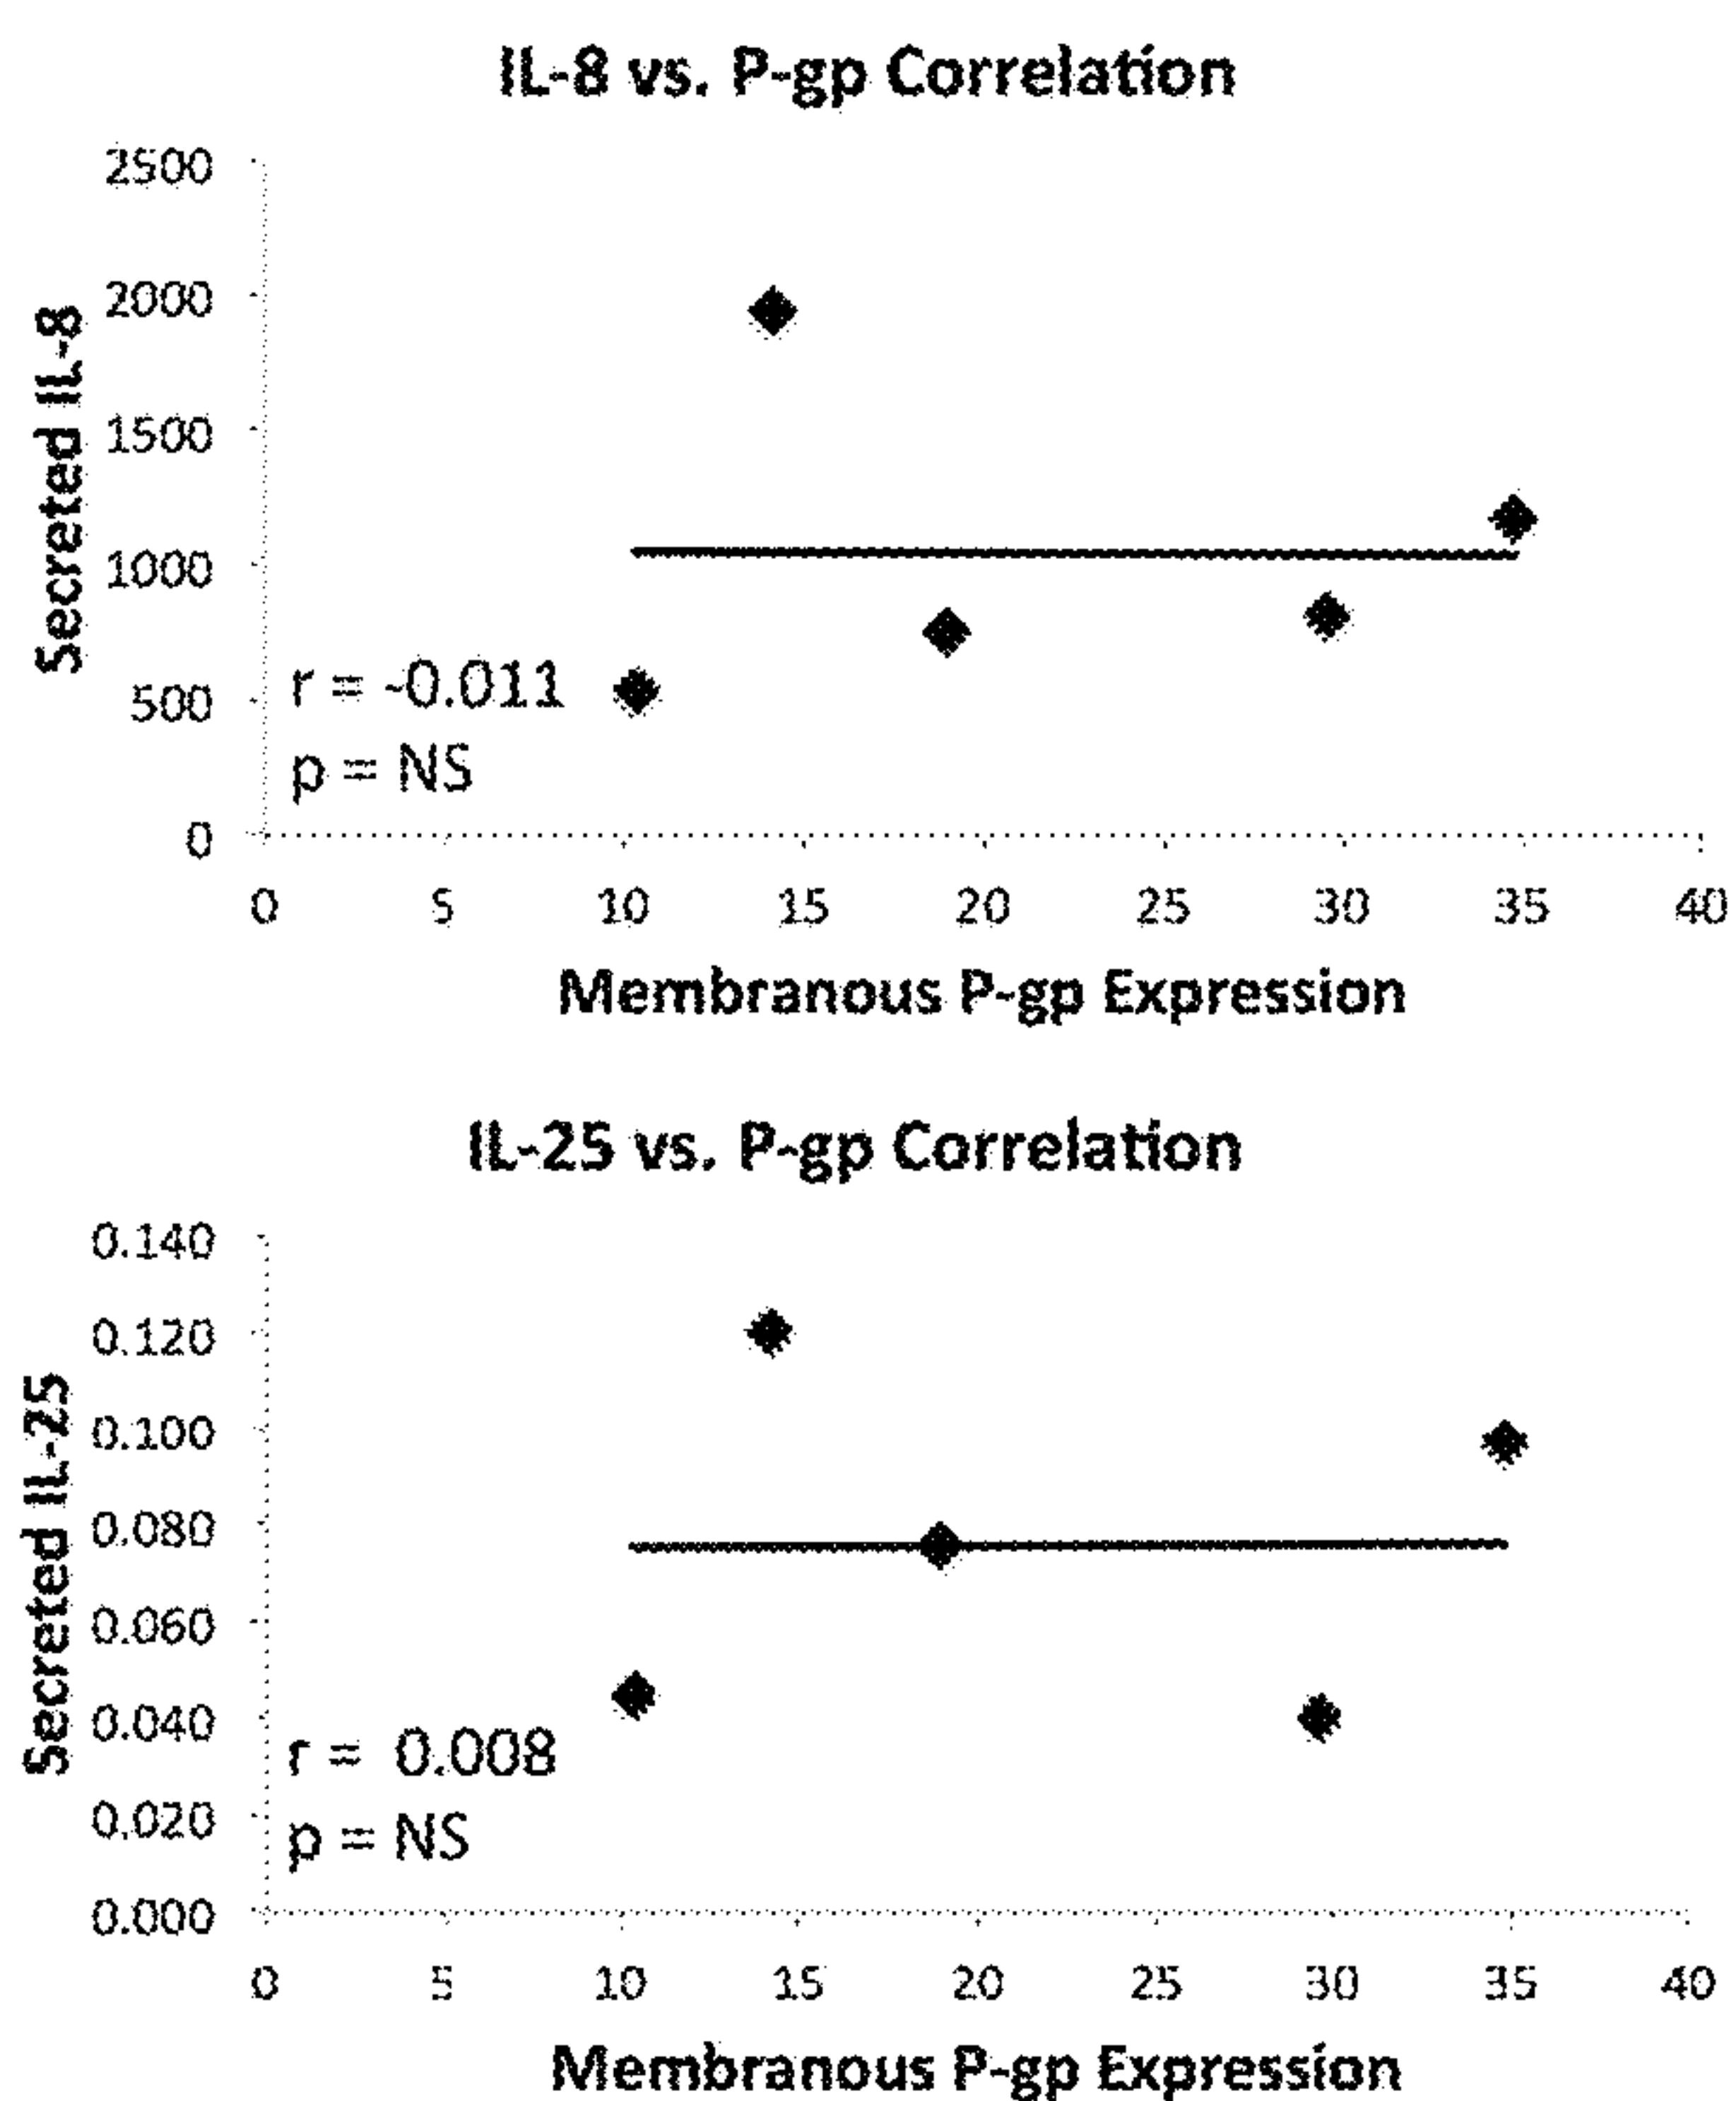 IL-8 vs. P-gp Correlation
2500
2000
1500
1000
500
0
Secreted IL-8
r = -0.011
p = NS
0 5 10 15 20 25 30 35 40
Membranous P-gp Expression
IL-25 vs. P-gp Correlation
0.140
0.120
0.100
0.080
0.060
0.040
0.020
0.000
Secreted IL-25
r = 0.008
p = NS
0 5 10 15 20 25 30 35 40
Membranous P-gp Expression